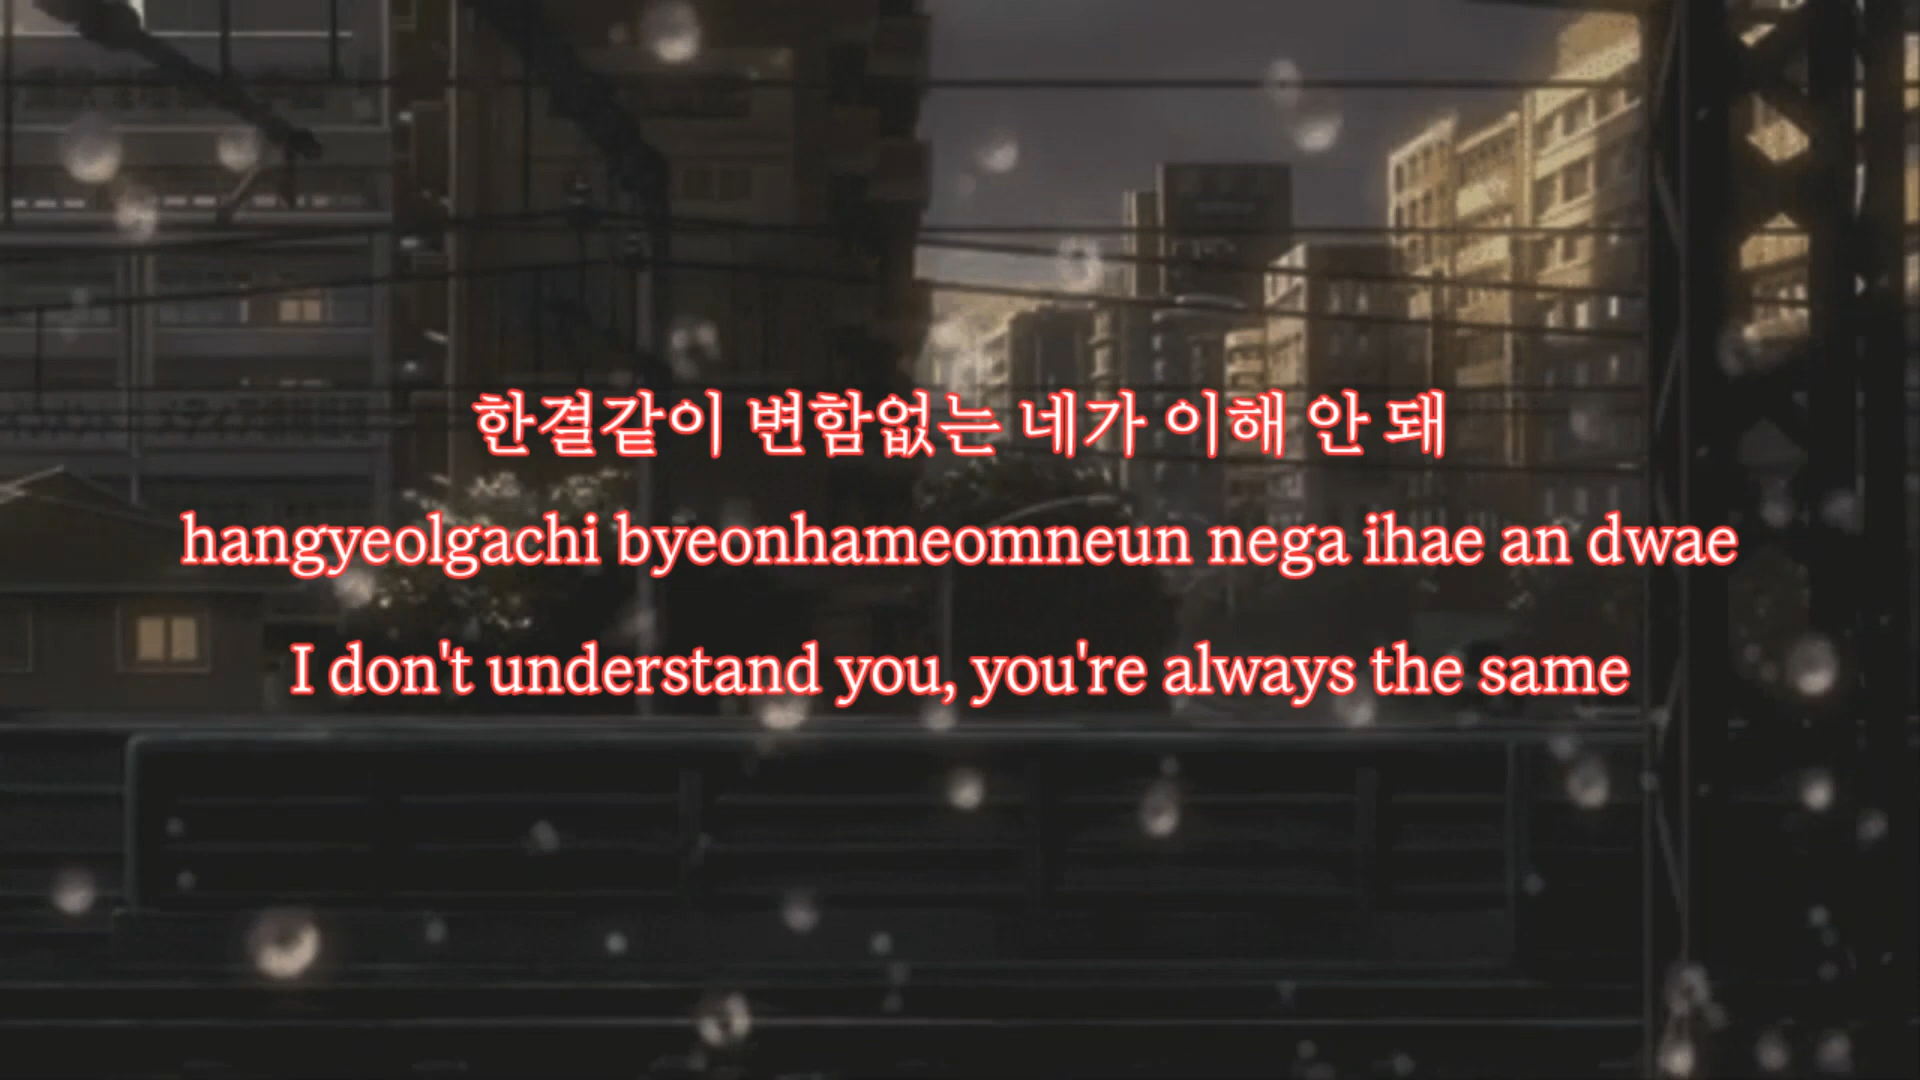 한결같이 변함없는 네가 이해 안 돼
hangyeolgachi byeonhameomneun nega ihae an dwae
I don't understand you, you're always the same